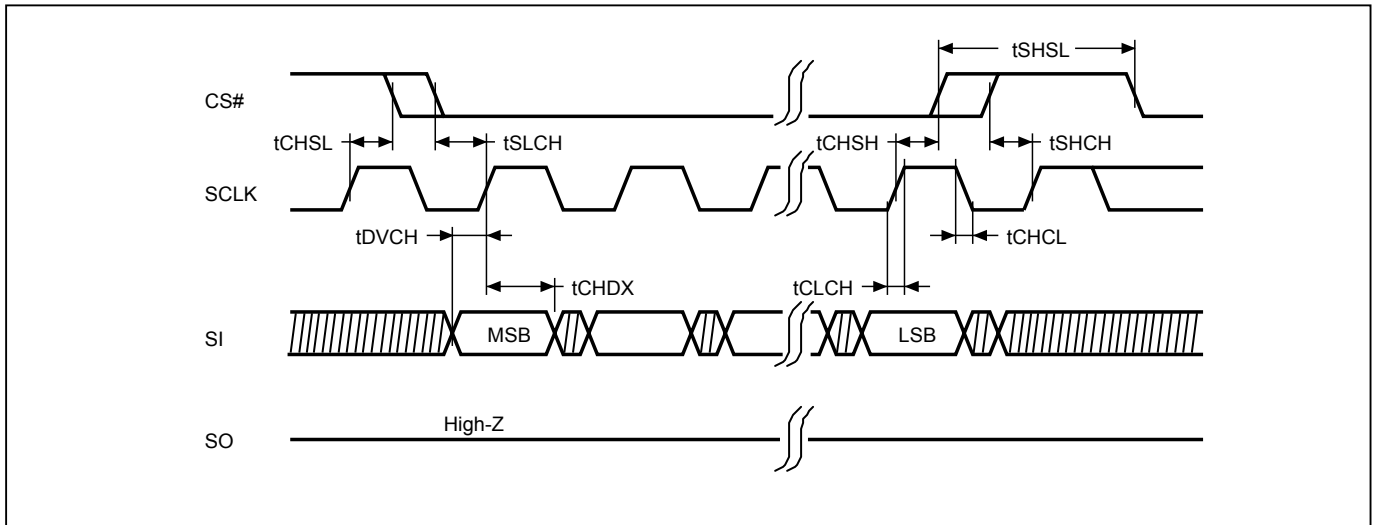 tSHSL
CS#
tCHSL
tSLCH
tCHSH
tSHCH
SCLK
tDVCH
tCHCL
tCHDX
tCLCH
SI
MSB
LSB
High-Z
SO